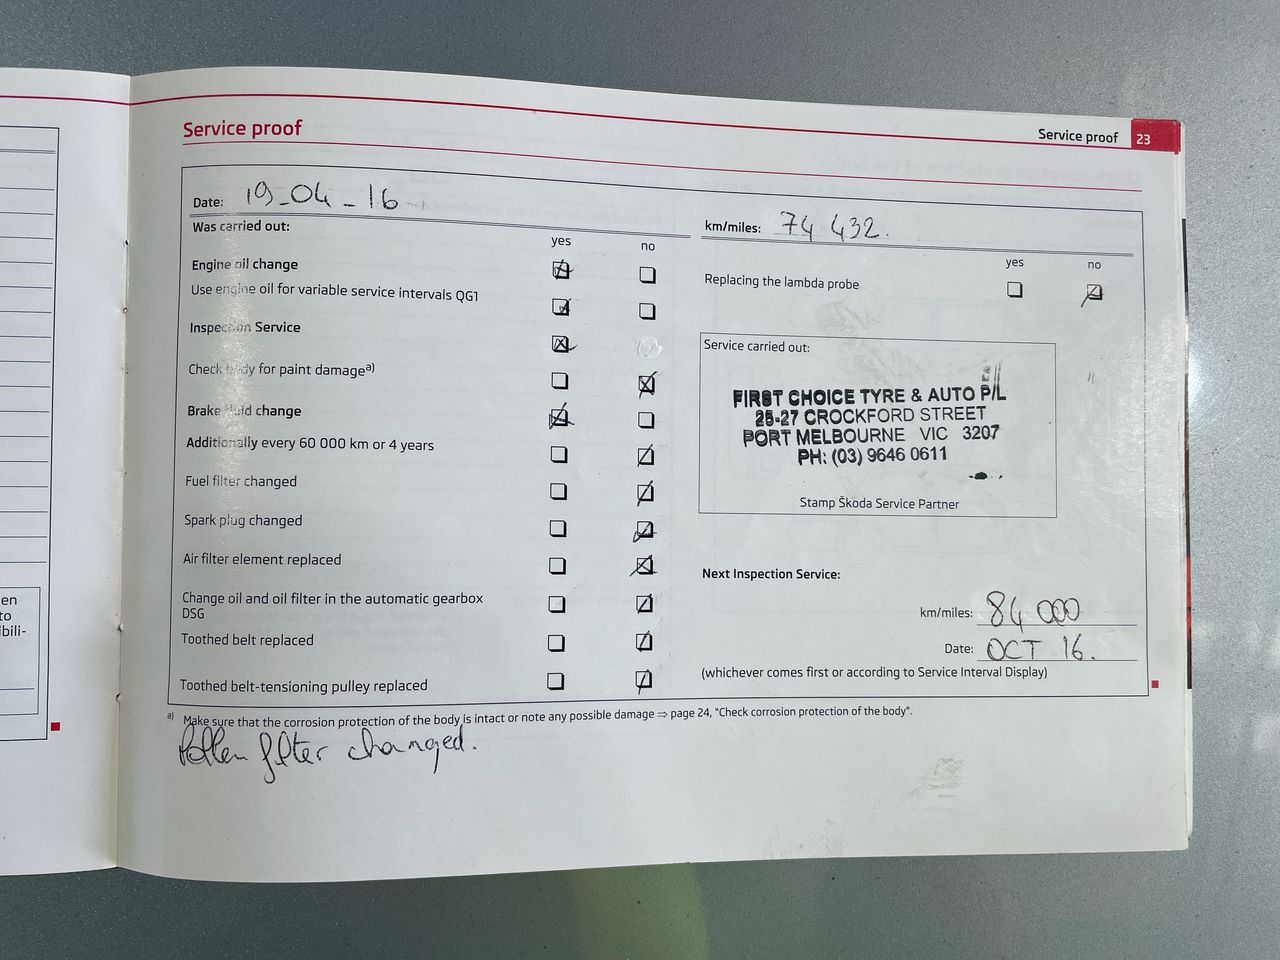 Service proof
Service proof 23
Date: 19-04-16
km/miles: 74 432.
Was carried out:
yes no
Engine oil change
Use engine oil for variable service intervals QG1
Inspection Service
Check body for paint damage a)
Brake fluid change
Additionally every 60 000 km or 4 years
Fuel filter changed
Spark plug changed
Air filter element replaced
Change oil and oil filter in the automatic gearbox
DSG
Toothed belt replaced
Toothed belt-tensioning pulley replaced
yes no
Replacing the lambda probe
Service carried out:
FIRST CHOICE TYRE & AUTO P/L
25-27 CROCKFORD STREET
PORT MELBOURNE VIC 3207
PH: (03) 9646 0611
Stamp Škoda Service Partner
Next Inspection Service:
km/miles: 84 000
Date: OCT 16.
(whichever comes first or according to Service Interval Display)
a) Make sure that the corrosion protection of the body is intact or note any possible damage ⇒ page 24, "Check corrosion protection of the body".
Pollen filter changed.
en
to
ibili-